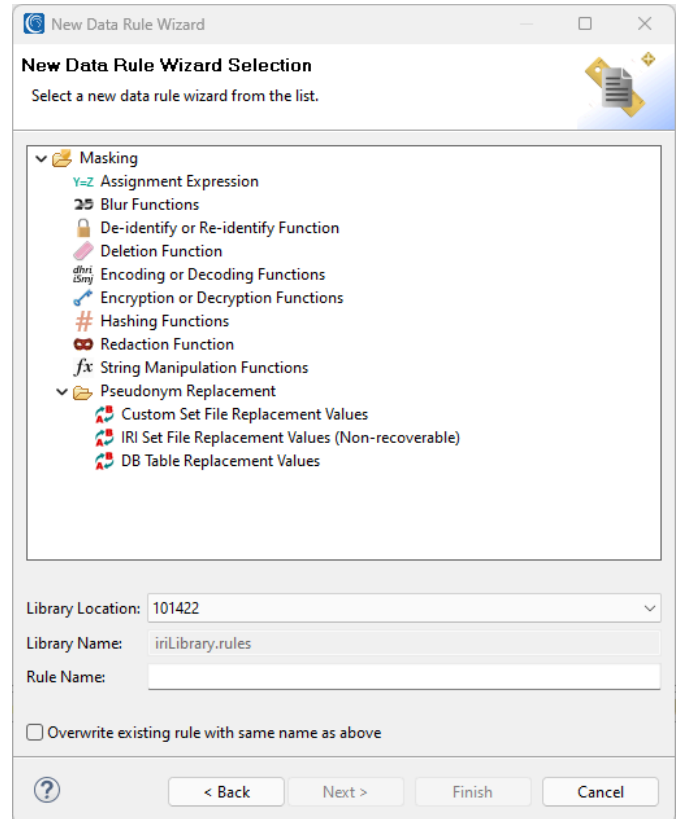 New Data Rule Wizard
New Data Rule Wizard Selection
Select a new data rule wizard from the list.
Masking
Y=Z Assignment Expression
25 Blur Functions
De-identify or Re-identify Function
Deletion Function
dhri iSmj Encoding or Decoding Functions
Encryption or Decryption Functions
# Hashing Functions
Redaction Function
fx String Manipulation Functions
Pseudonym Replacement
Custom Set File Replacement Values
IRI Set File Replacement Values (Non-recoverable)
DB Table Replacement Values
Library Location: 101422
Library Name: iriLibrary.rules
Rule Name:
Overwrite existing rule with same name as above
? < Back Next > Finish Cancel